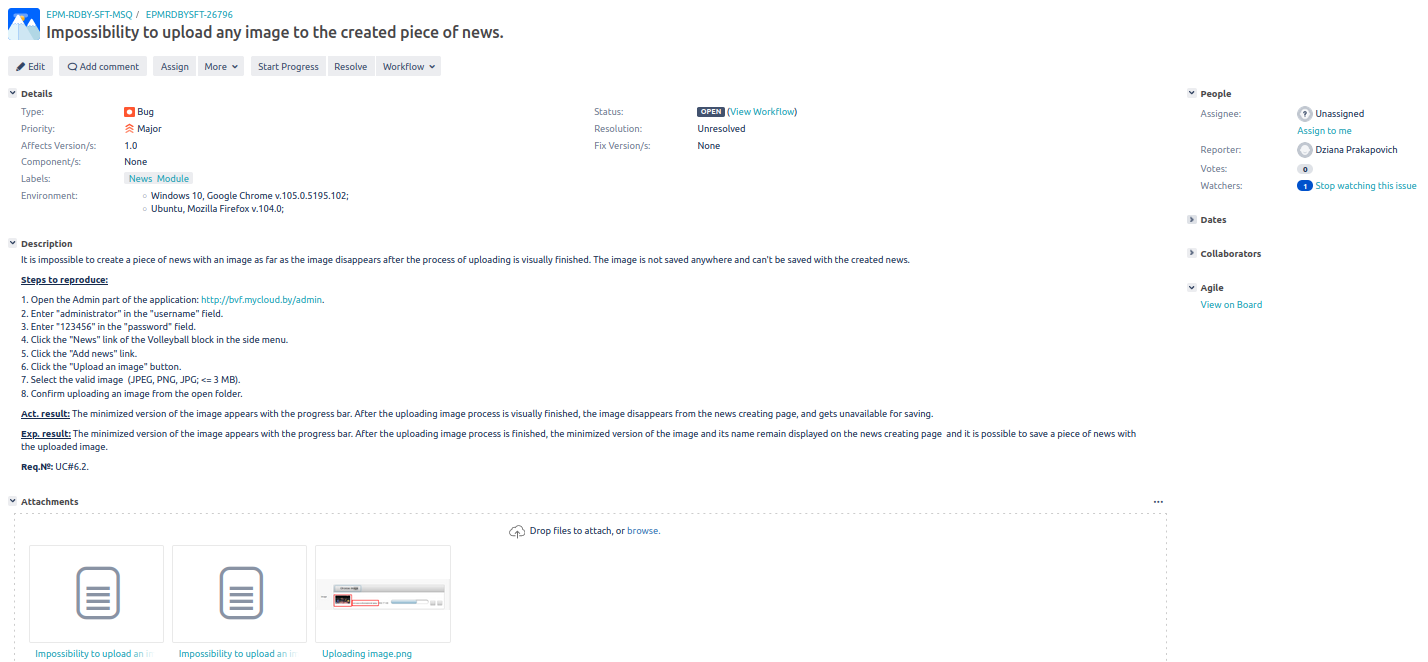 EPM-RDBY-SFT-MSQ / EPMRDBYSFT-26796
Impossibility to upload any image to the created piece of news.
Edit Add comment Assign More Start Progress Resolve Workflow
Details
Type: Bug
Status: OPEN (View Workflow)
Priority: Major
Resolution: Unresolved
Affects Version/s: 1.0
Fix Version/s: None
Component/s: None
Labels: News Module
Environment: Windows 10, Google Chrome v.105.0.5195.102;
Ubuntu, Mozilla Firefox v.104.0;
Description
It is impossible to create a piece of news with an image as far as the image disappears after the process of uploading is visually finished. The image is not saved anywhere and can't be saved with the created news.
Steps to reproduce:
1. Open the Admin part of the application: http://bvf.mycloud.by/admin.
2. Enter "administrator" in the "username" field.
3. Enter "123456" in the "password" field.
4. Click the "News" link of the Volleyball block in the side menu.
5. Click the "Add news" link.
6. Click the "Upload an image" button.
7. Select the valid image (JPEG, PNG, JPG; <= 3 MB).
8. Confirm uploading an image from the open folder.
Act. result: The minimized version of the image appears with the progress bar. After the uploading image process is visually finished, the image disappears from the news creating page, and gets unavailable for saving.
Exp. result: The minimized version of the image appears with the progress bar. After the uploading image process is finished, the minimized version of the image and its name remain displayed on the news creating page and it is possible to save a piece of news with
the uploaded image.
Req.№: UC#6.2.
Attachments
Drop files to attach, or browse.
Impossibility to upload an
Impossibility to upload an
Uploading image.png
People
Assignee: ? Unassigned
Assign to me
Reporter: Dziana Prakapovich
Votes: 0
Watchers: 1 Stop watching this issue
Dates
Collaborators
Agile
View on Board